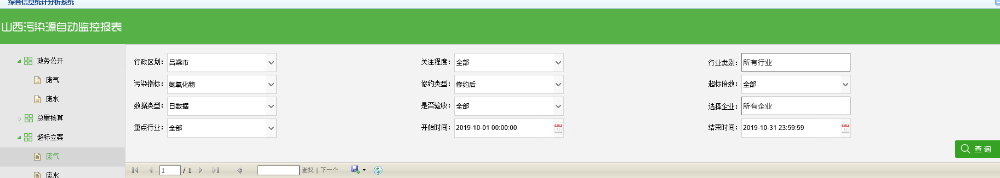 综合信息统计分析系统
山西污染源自动监控报表
政务公开
废气
废水
总量核算
超标立案
废气
废水
行政区划： 吕梁市 关注程度： 全部 行业类别： 所有行业
污染指标： 氮氧化物 修约类型： 修约后 超标倍数： 全部
数据类型： 日数据 是否验收： 全部 选择企业： 所有企业
重点行业： 全部 开始时间： 2019-10-01 00:00:00 结束时间： 2019-10-31 23:59:59
查询
1 / 1 查找 | 下一个